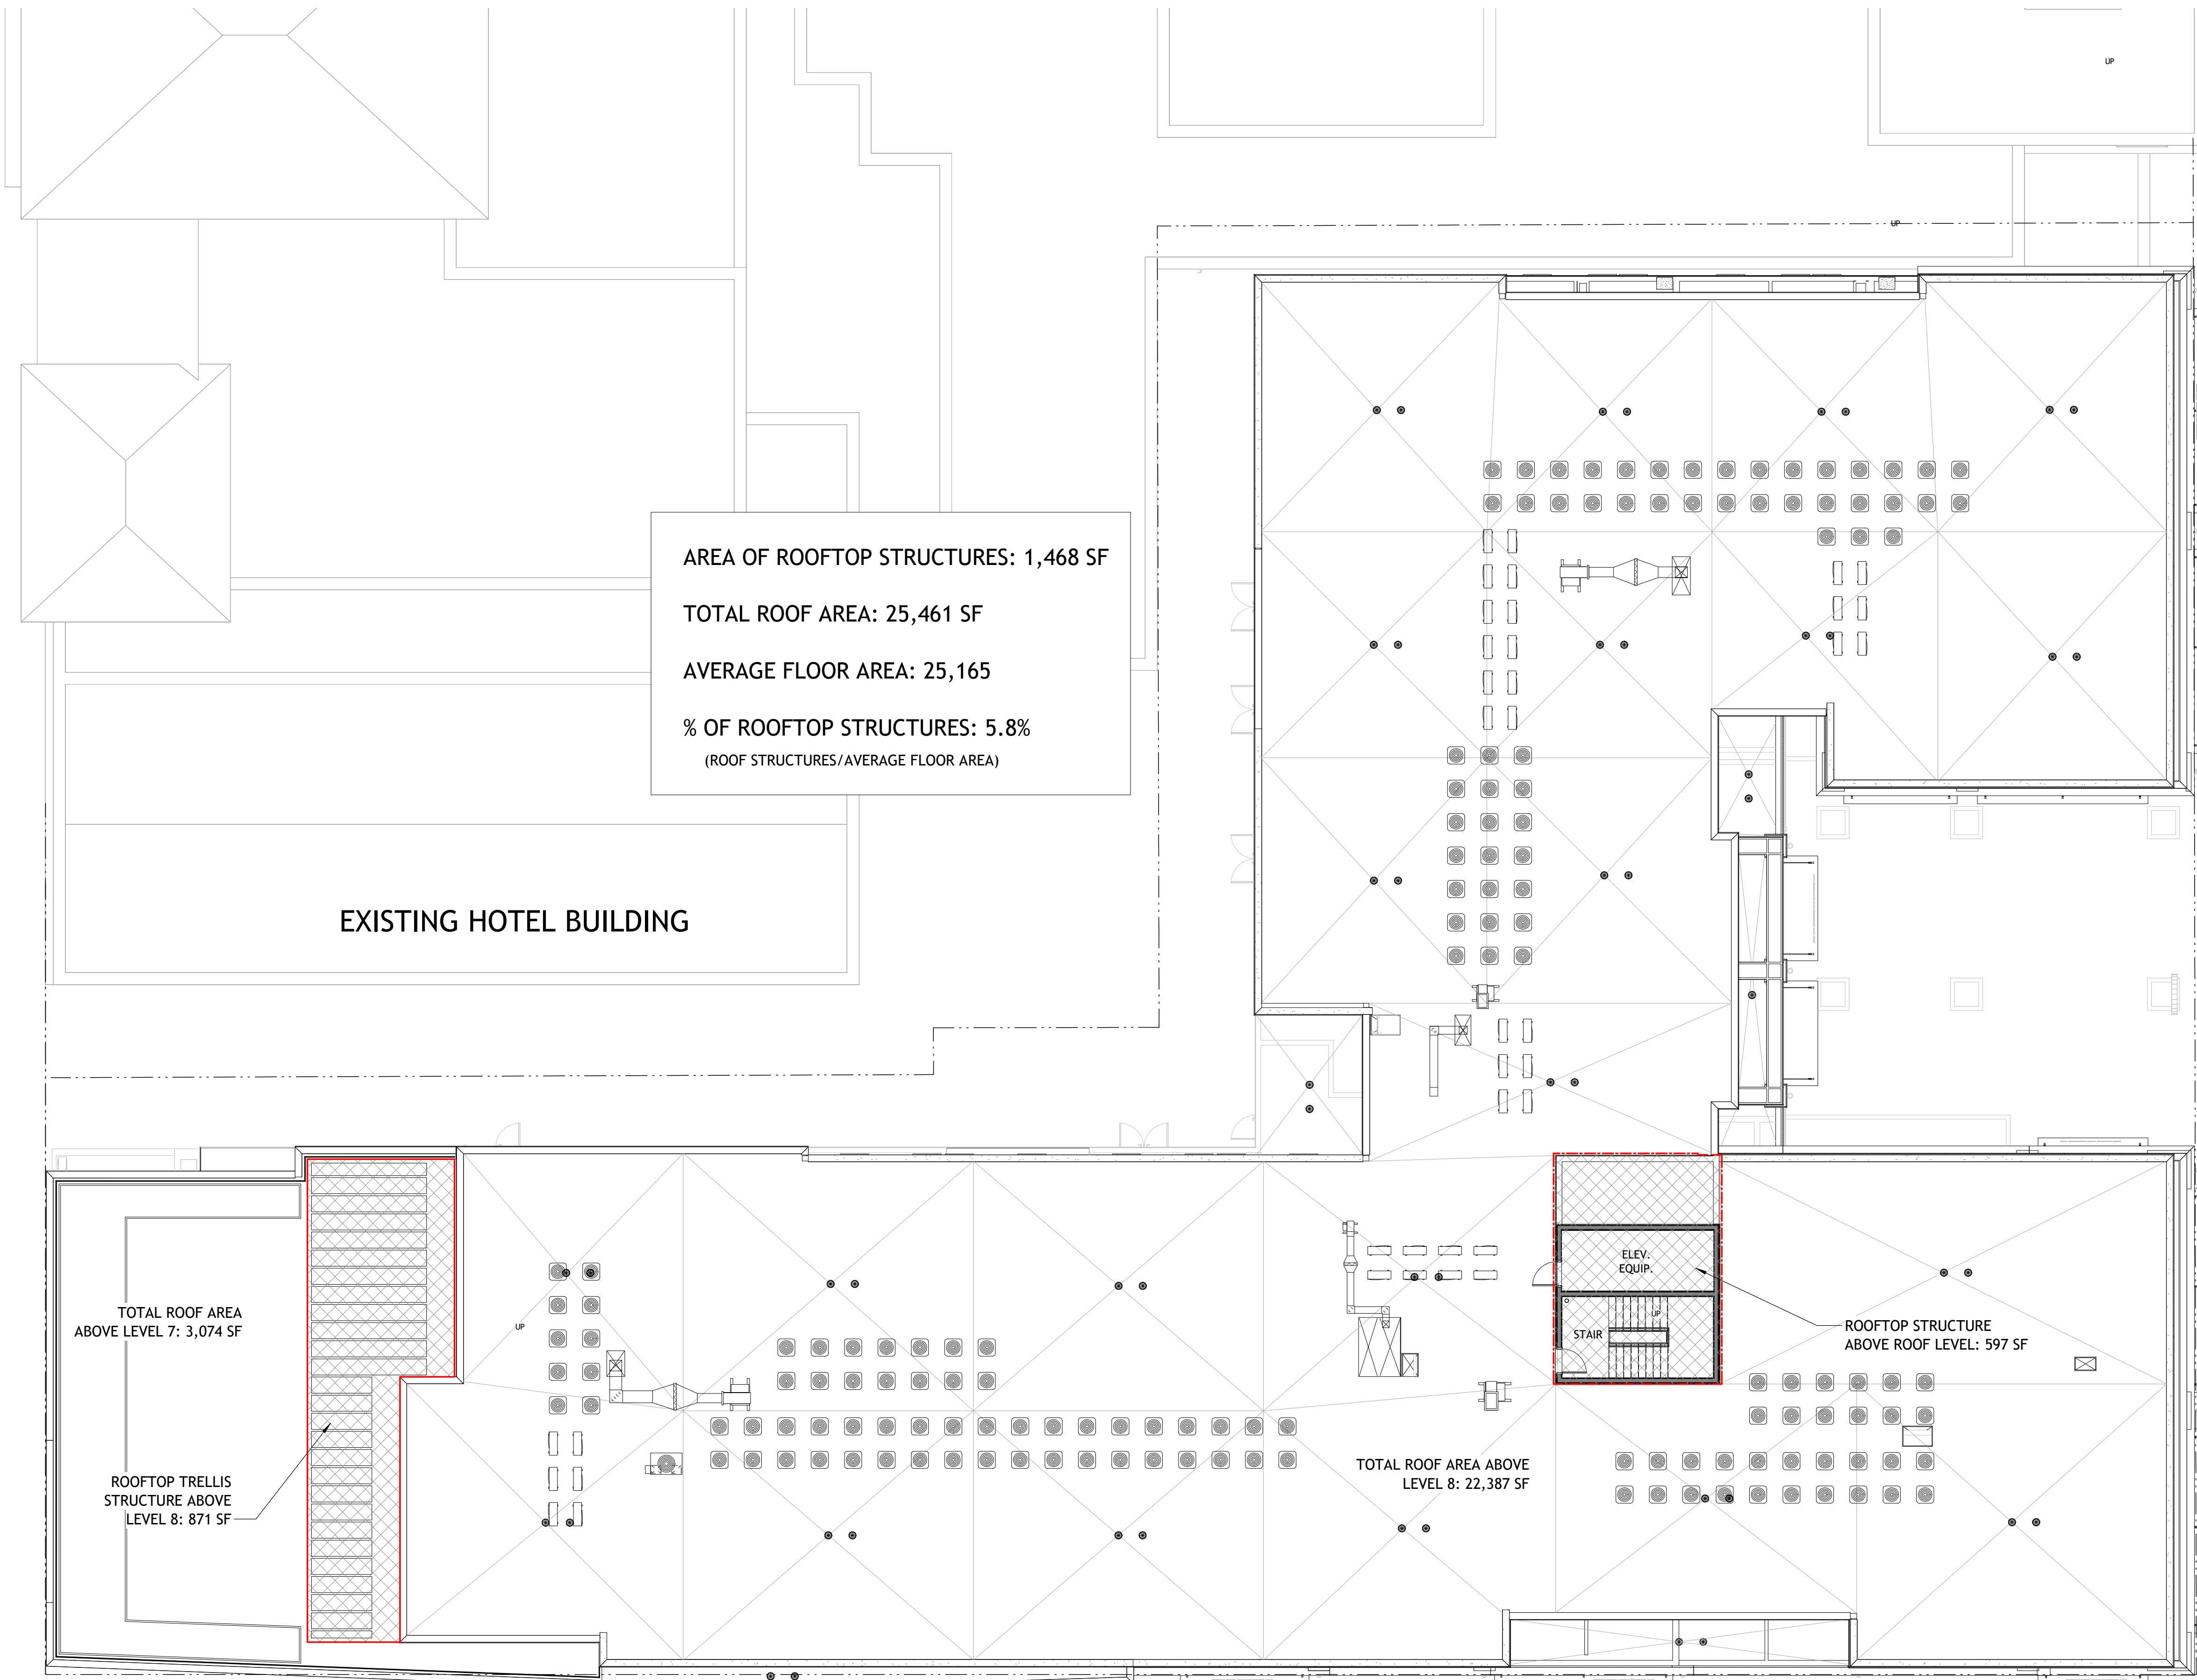 UP
UP
AREA OF ROOFTOP STRUCTURES: 1,468 SF
TOTAL ROOF AREA: 25,461 SF
AVERAGE FLOOR AREA: 25,165
% OF ROOFTOP STRUCTURES: 5.8%
(ROOF STRUCTURES/AVERAGE FLOOR AREA)
EXISTING HOTEL BUILDING
ELEV.
EQUIP.
UP
STAIR
TOTAL ROOF AREA
ABOVE LEVEL 7: 3,074 SF
UP
ROOFTOP STRUCTURE
ABOVE ROOF LEVEL: 597 SF
ROOFTOP TRELLIS
STRUCTURE ABOVE
LEVEL 8: 871 SF
TOTAL ROOF AREA ABOVE
LEVEL 8: 22,387 SF